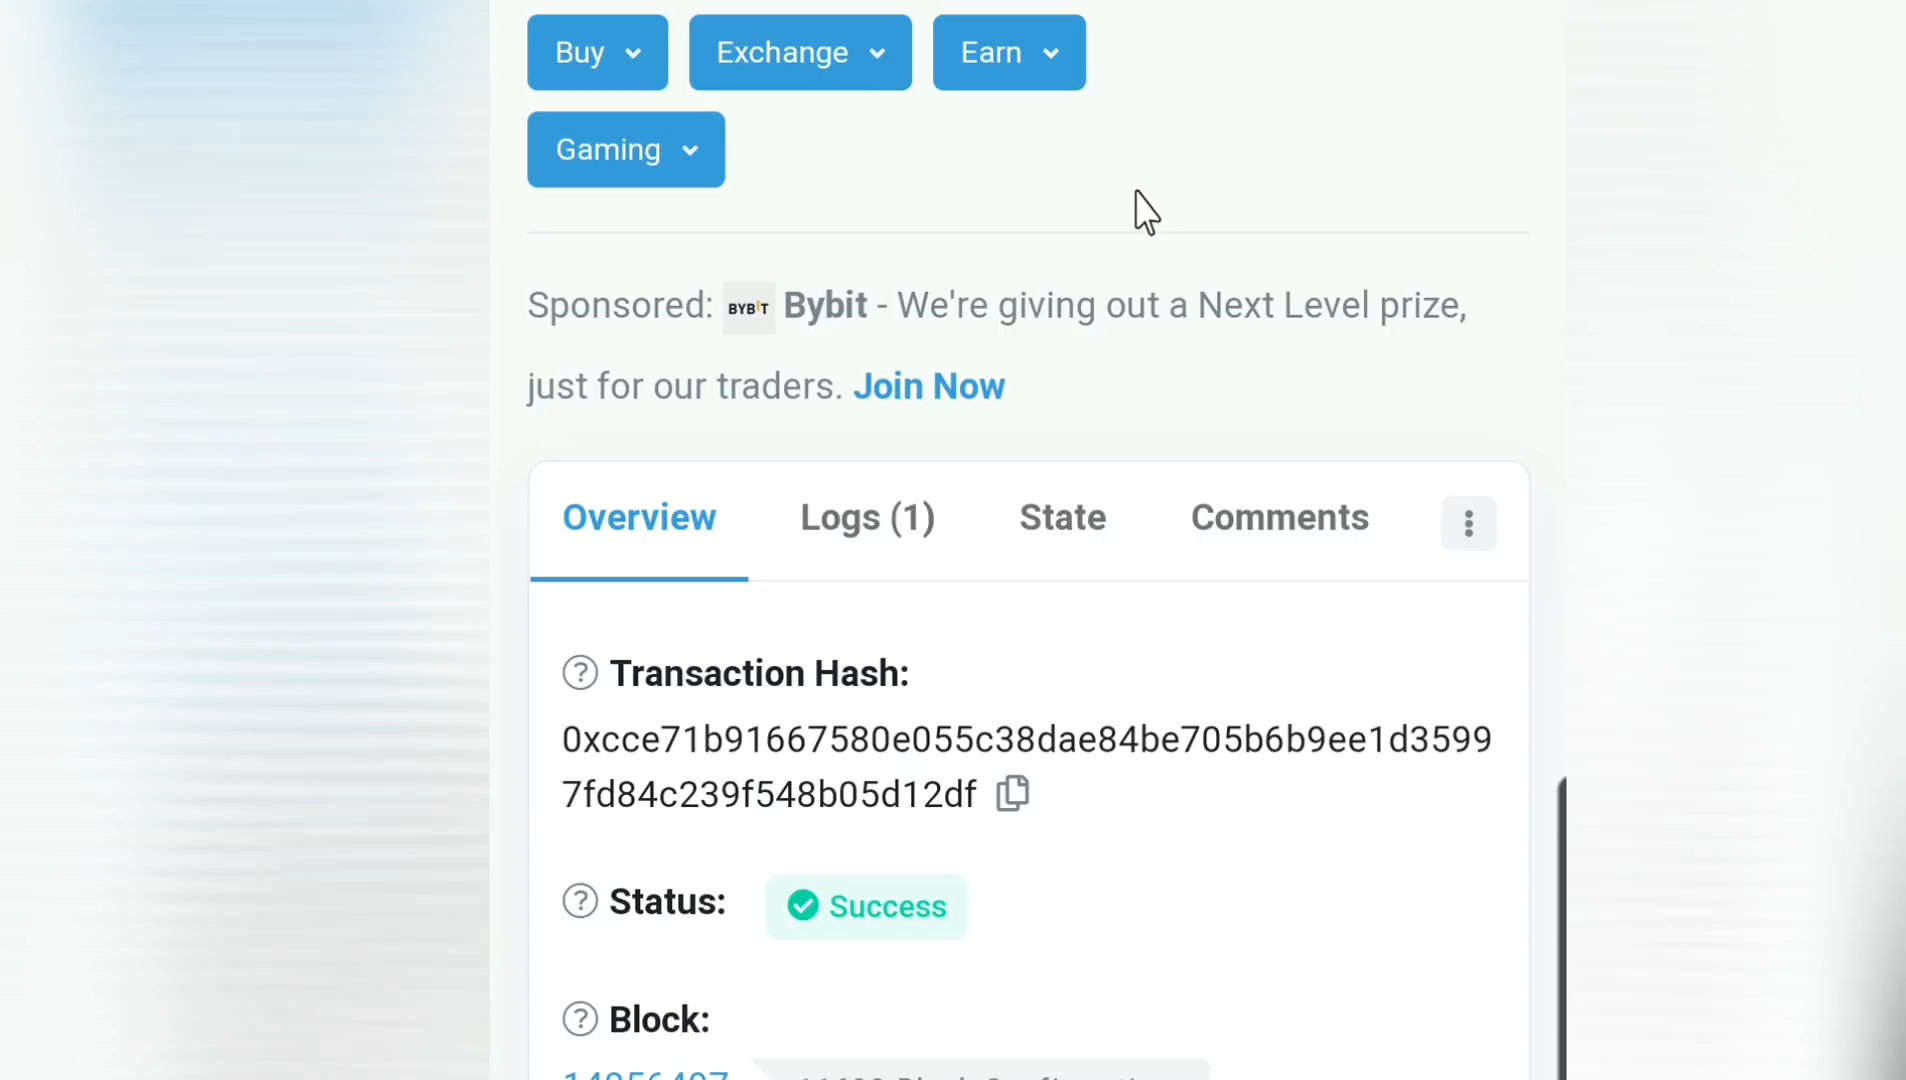 Buy Exchange Earn
Gaming
Sponsored: BYBIT Bybit - We're giving out a Next Level prize,
just for our traders. Join Now
Overview Logs (1) State Comments
Transaction Hash:
0xcce71b91667580e055c38dae84be705b6b9ee1d3599
7fd84c239f548b05d12df
Status: Success
Block: